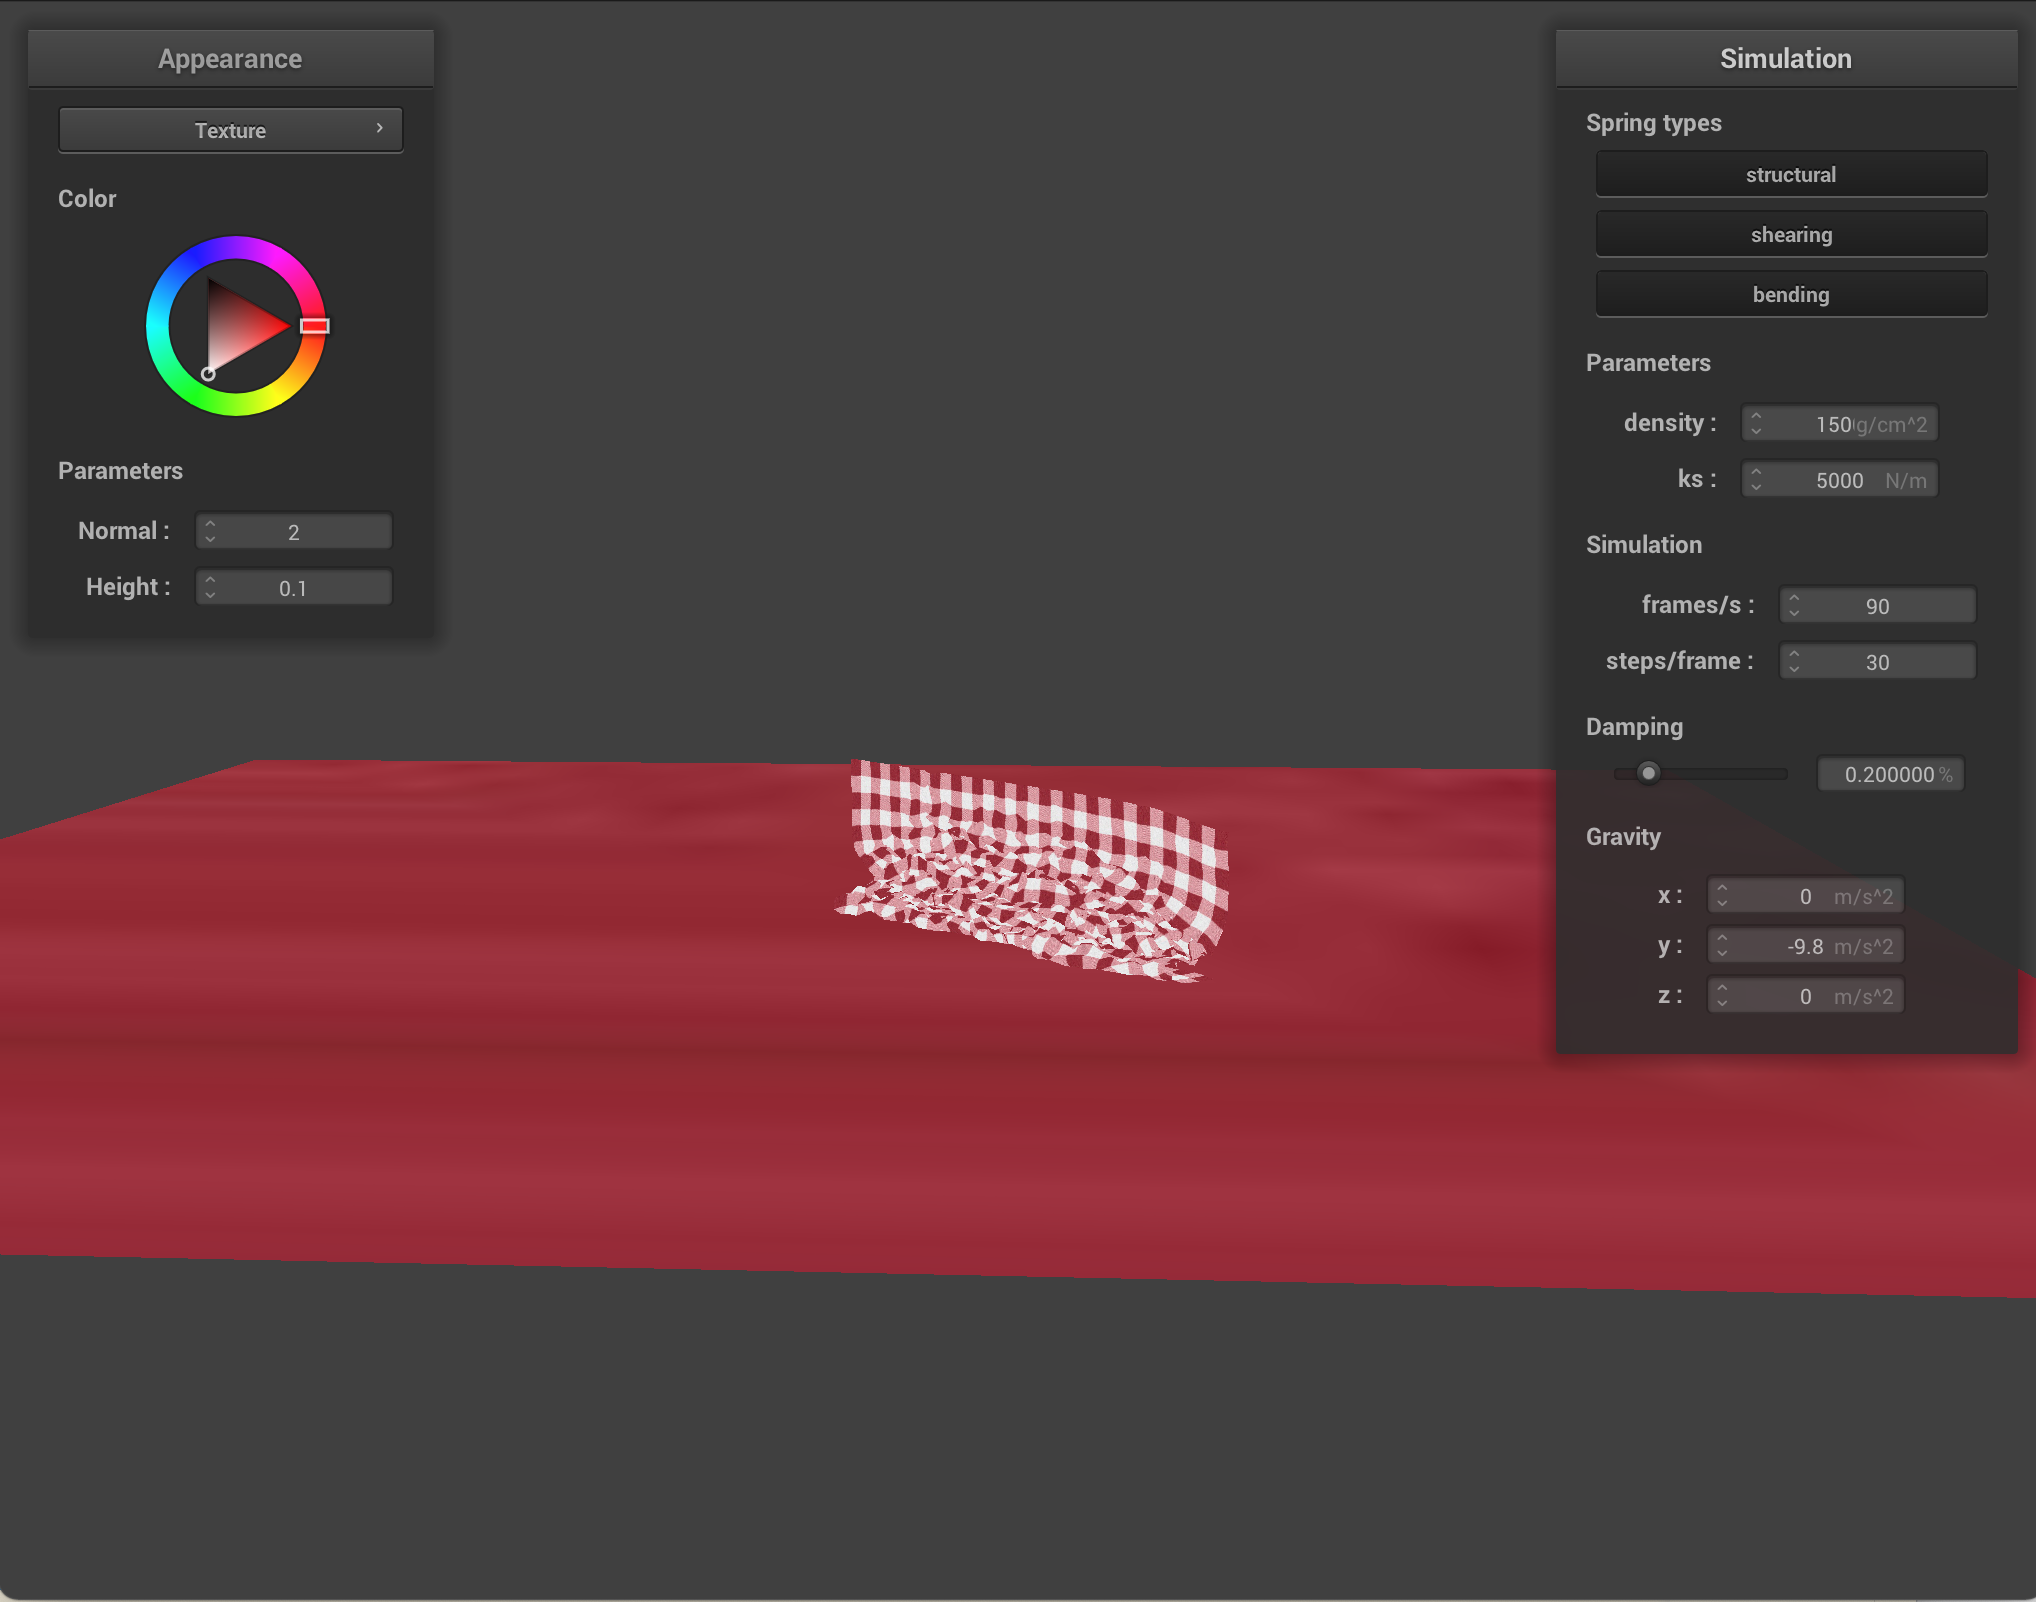 Appearance
Texture
Color
Parameters
Normal : 2
Height : 0.1
Simulation
Spring types
structural
shearing
bending
Parameters
density : 150 g/cm^2
ks : 5000 N/m
Simulation
frames/s : 90
steps/frame : 30
Damping
0.200000 %
Gravity
x : 0 m/s^2
y : -9.8 m/s^2
z : 0 m/s^2